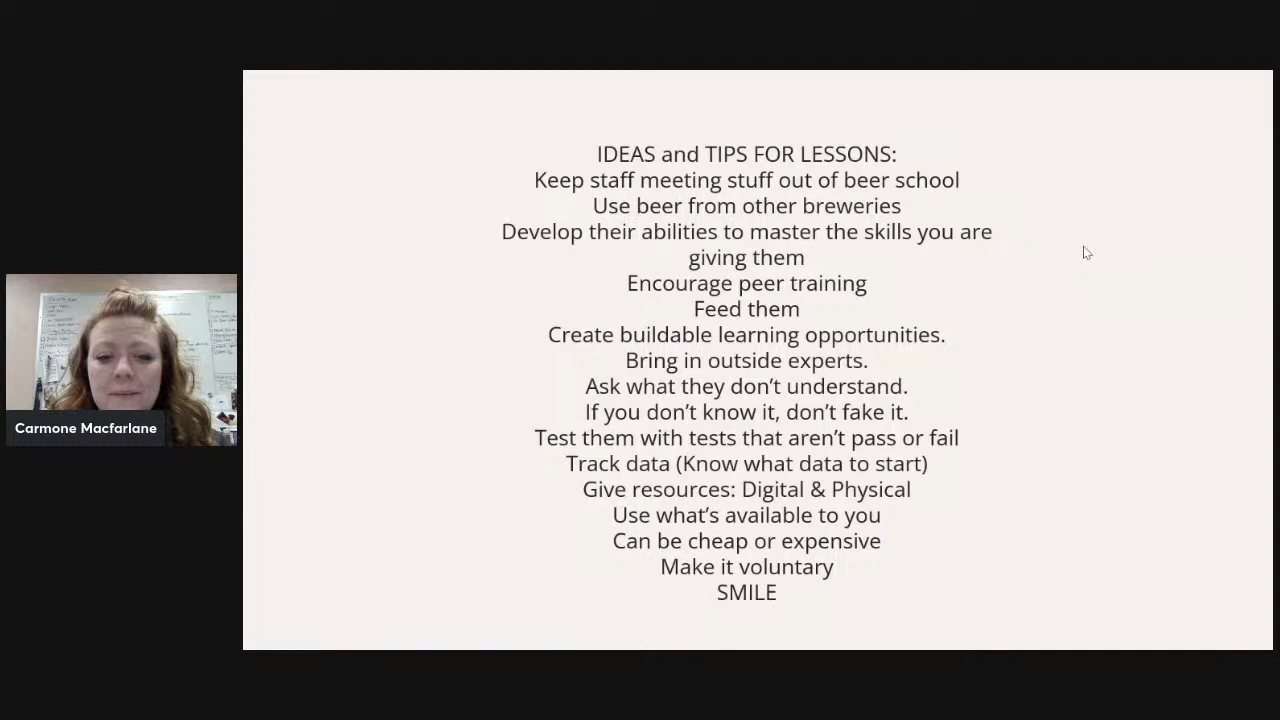 IDEAS and TIPS FOR LESSONS:
Keep staff meeting stuff out of beer school
Use beer from other breweries
Develop their abilities to master the skills you are
giving them
Encourage peer training
Feed them
Create buildable learning opportunities.
Bring in outside experts.
Ask what they don’t understand.
If you don’t know it, don’t fake it.
Test them with tests that aren’t pass or fail
Track data (Know what data to start)
Give resources: Digital & Physical
Use what’s available to you
Can be cheap or expensive
Make it voluntary
SMILE
Carmone Macfarlane